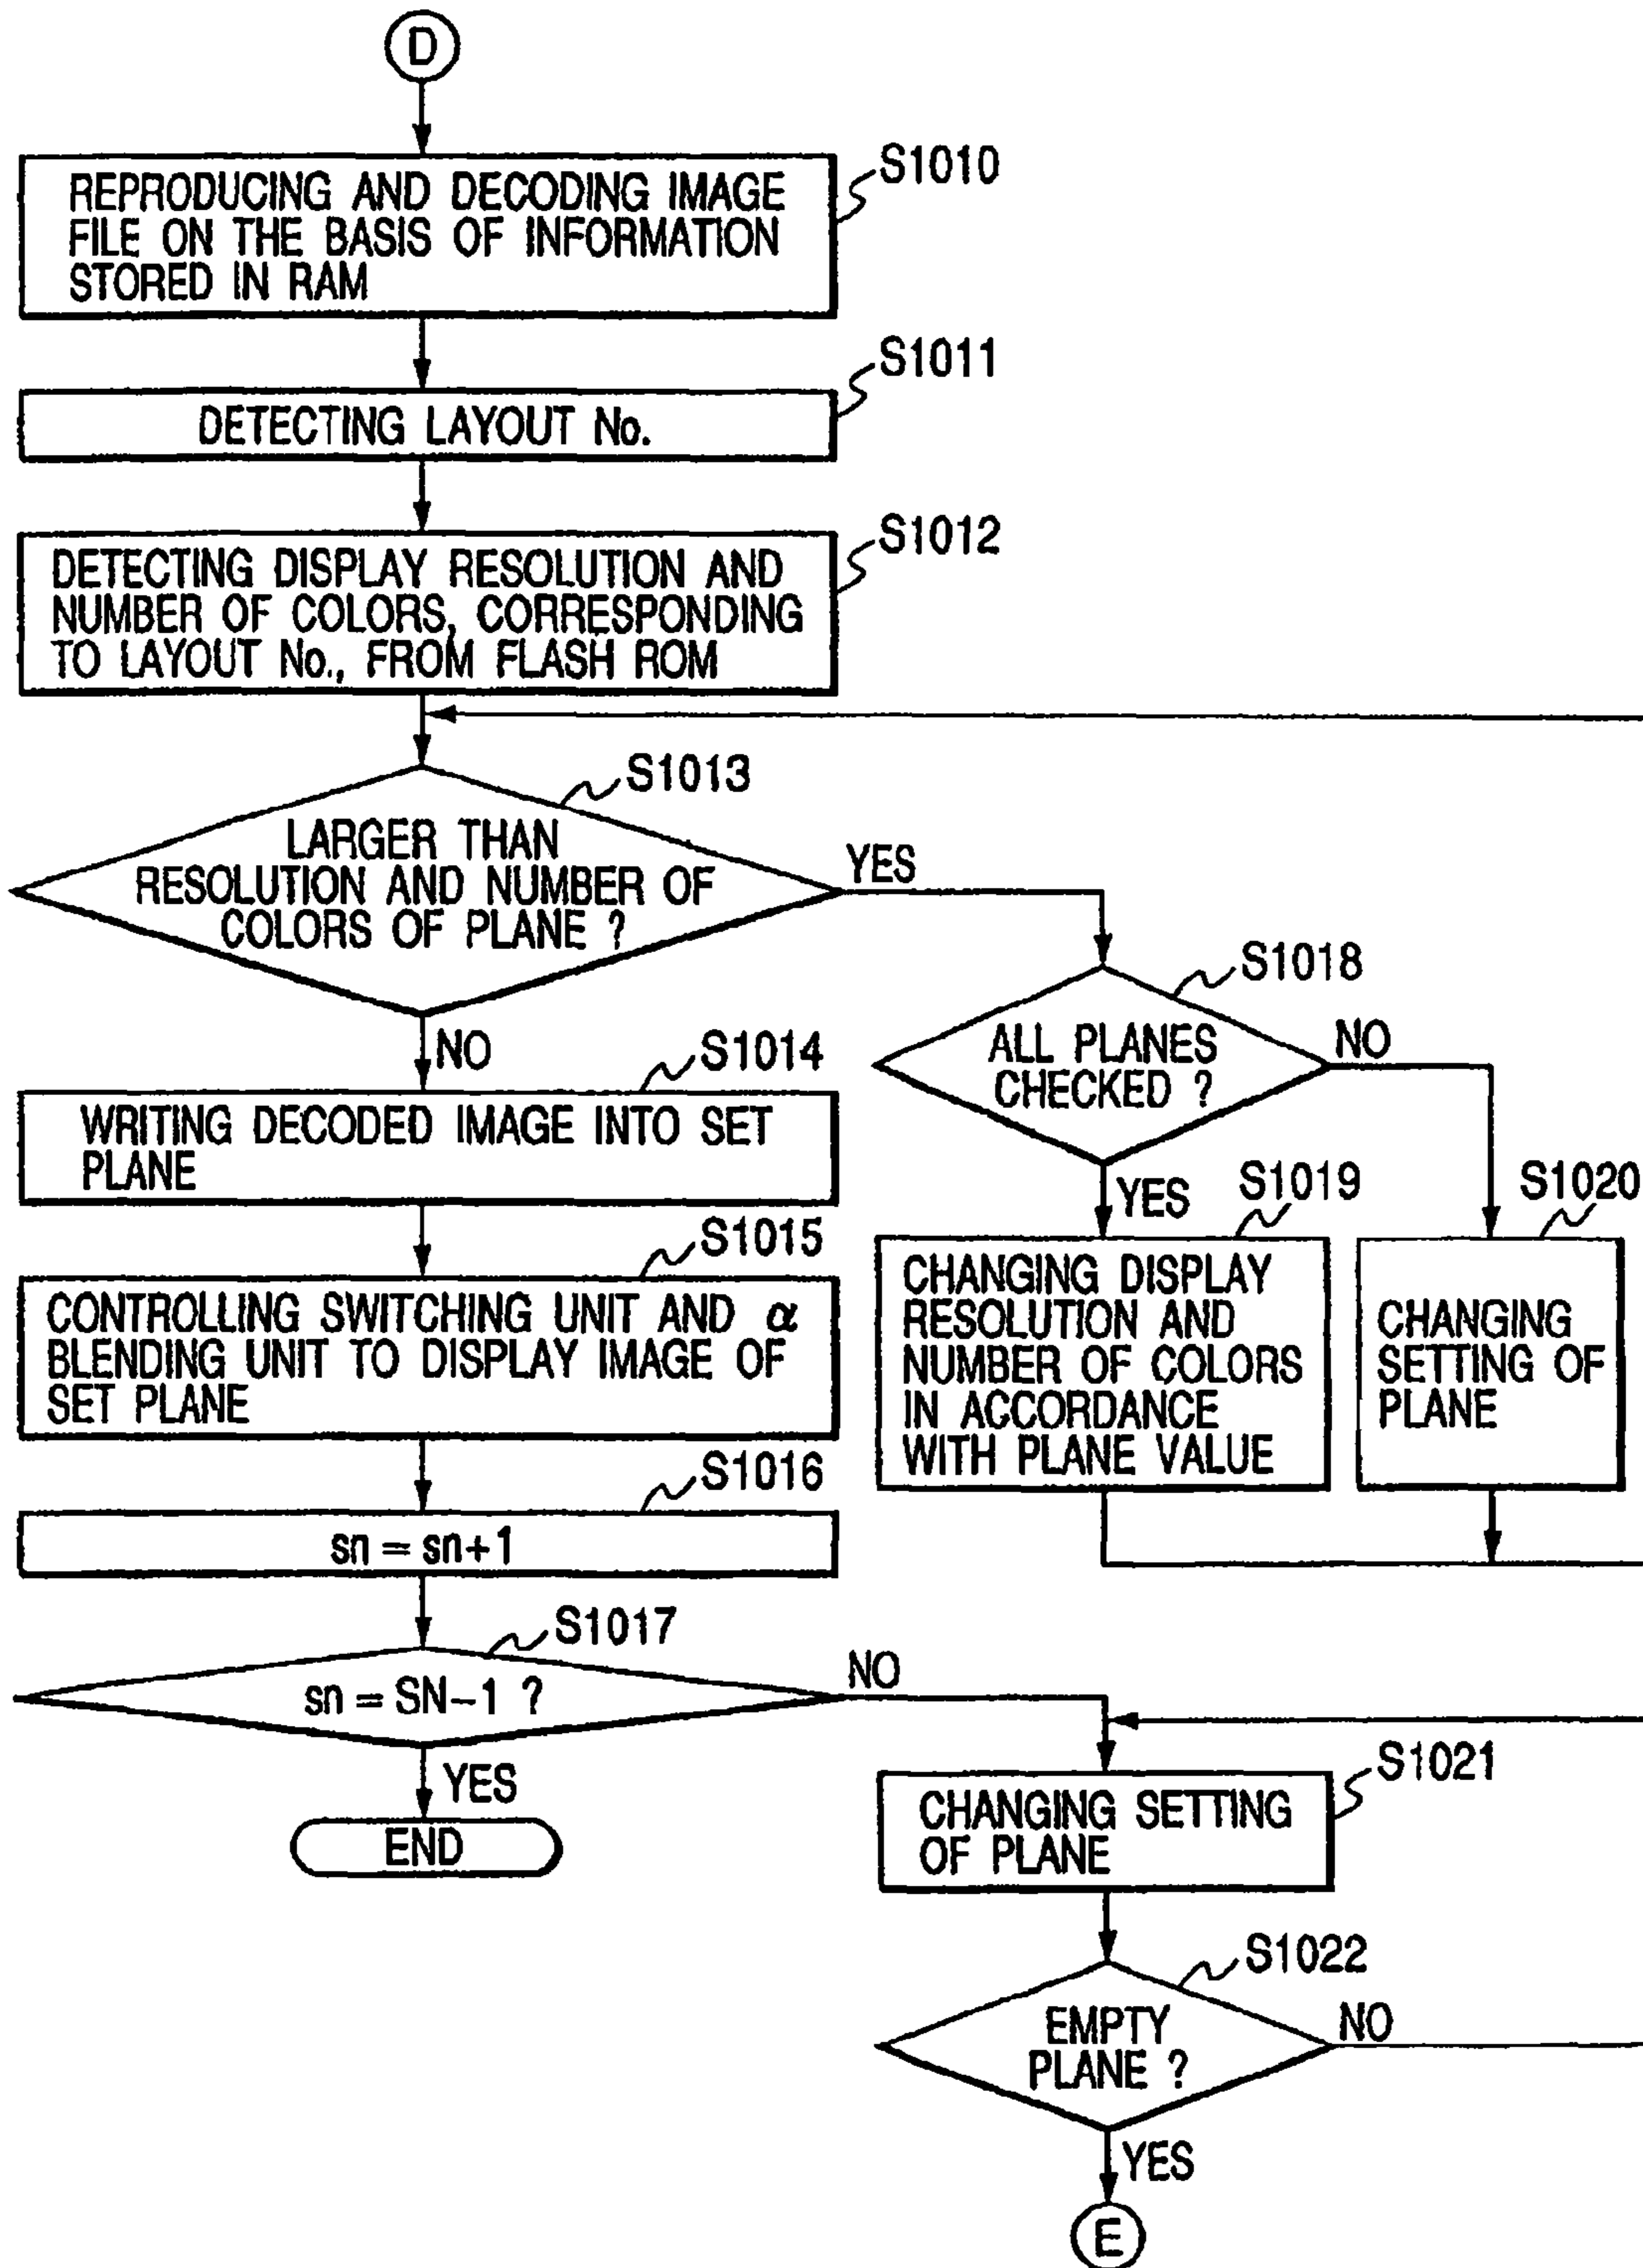 D
S1010
REPRODUCING AND DECODING IMAGE
FILE ON THE BASIS OF INFORMATION
STORED IN RAM
S1011
DETECTING LAYOUT No.
S1012
DETECTING DISPLAY RESOLUTION AND
NUMBER OF COLORS, CORRESPONDING
TO LAYOUT No., FROM FLASH ROM
S1013
LARGER THAN
RESOLUTION AND NUMBER OF
COLORS OF PLANE ?
YES
NO
S1014
WRITING DECODED IMAGE INTO SET
PLANE
S1015
CONTROLLING SWITCHING UNIT AND α
BLENDING UNIT TO DISPLAY IMAGE OF
SET PLANE
S1016
sn = sn+1
S1017
sn = SN-1 ?
NO
YES
END
S1018
ALL PLANES
CHECKED ?
NO
YES
S1019
CHANGING DISPLAY
RESOLUTION AND
NUMBER OF COLORS
IN ACCORDANCE
WITH PLANE VALUE
S1020
CHANGING
SETTING OF
PLANE
S1021
CHANGING SETTING
OF PLANE
S1022
EMPTY
PLANE ?
NO
YES
E